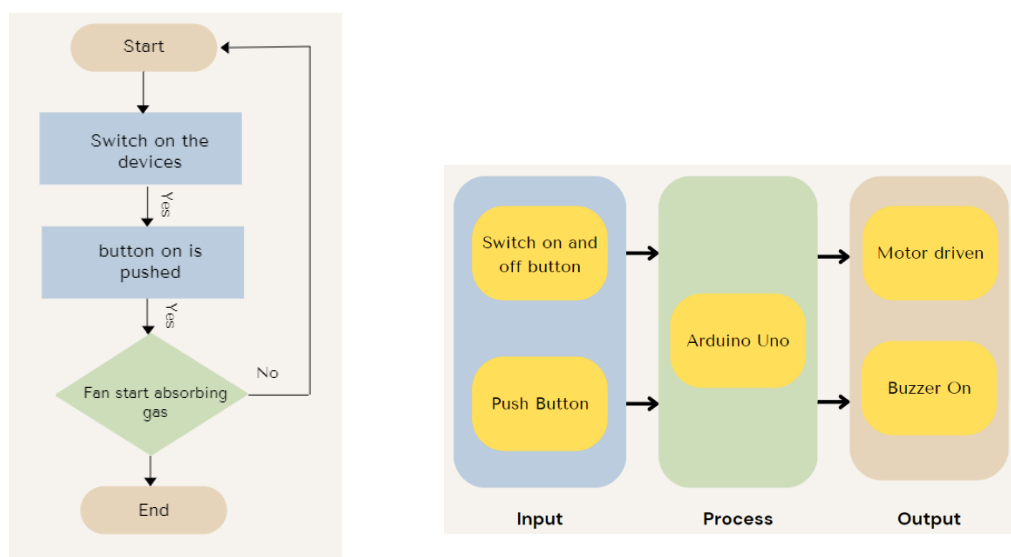 Start
Switch on the
devices
Yes
button on is
pushed
Yes
Fan start absorbing
gas
No
End
Switch on and
off button
Push Button
Input
Arduino Uno
Process
Motor driven
Buzzer On
Output